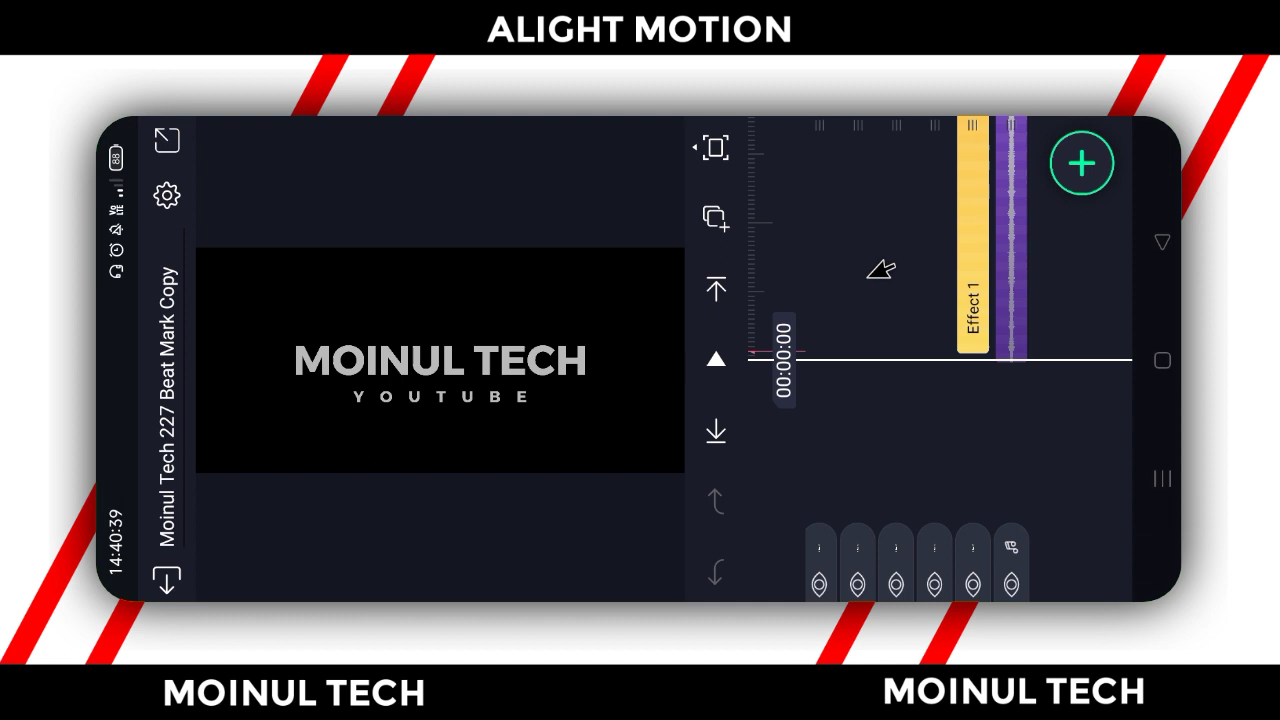 ALIGHT MOTION
14:40:39
88
Moinul Tech 227 Beat Mark Copy
MOINUL TECH
YOUTUBE
00:00:00
Effect 1
MOINUL TECH
MOINUL TECH